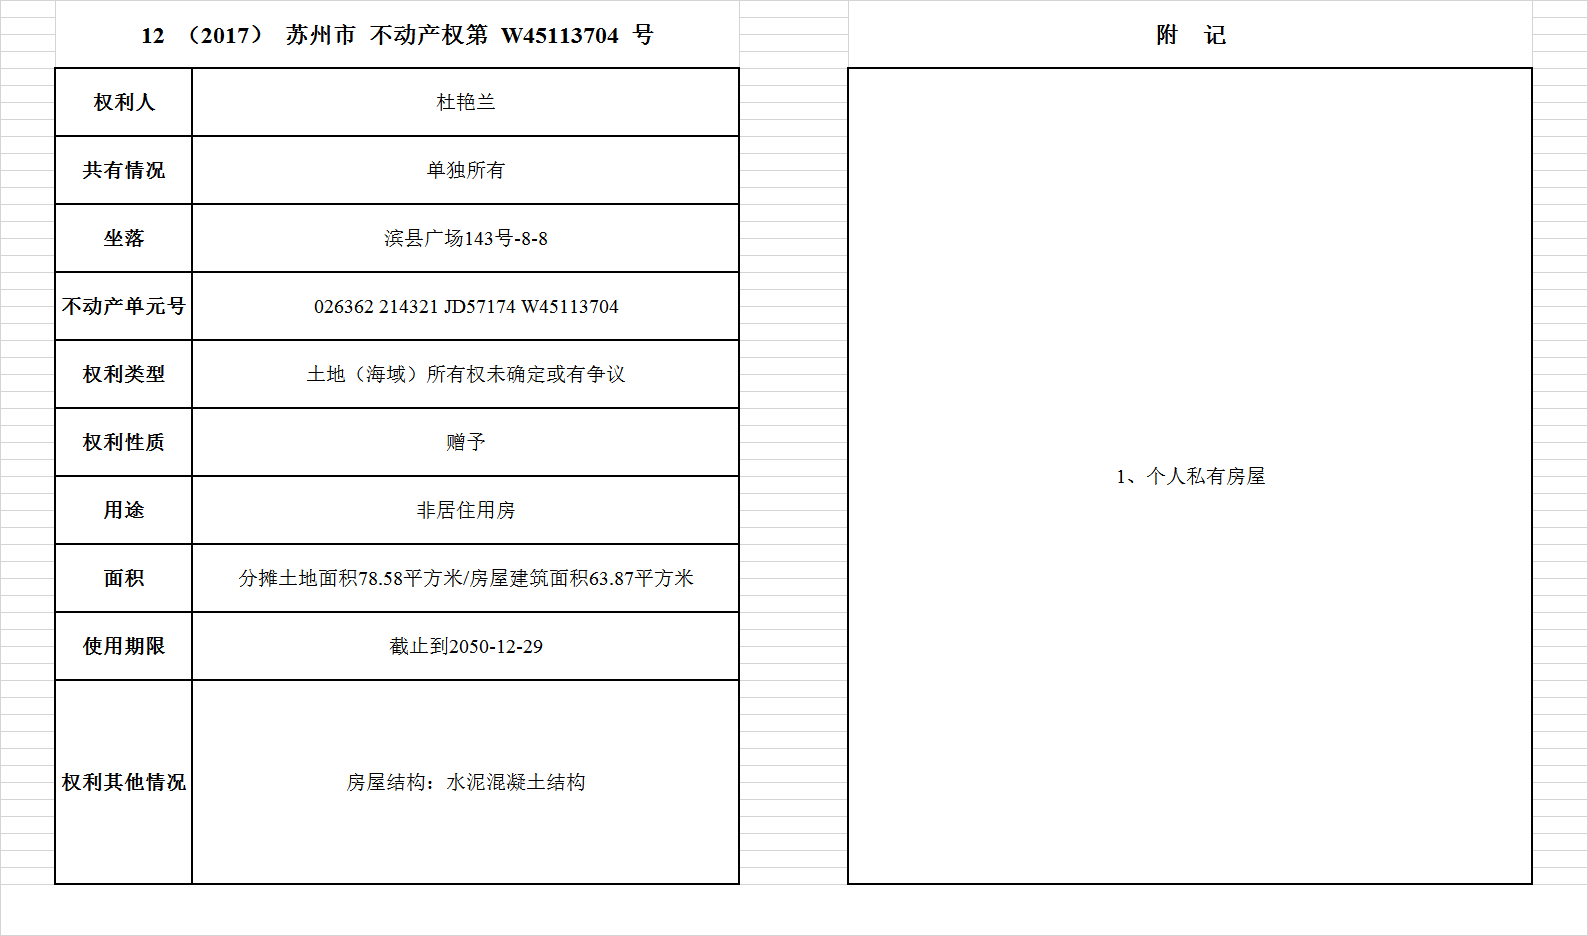 12 （2017） 苏州市 不动产权第 W45113704 号
权利人 杜艳兰
共有情况 单独所有
坐落 滨县广场143号-8-8
不动产单元号 026362 214321 JD57174 W45113704
权利类型 土地（海域）所有权未确定或有争议
权利性质 赠予
用途 非居住用房
面积 分摊土地面积78.58平方米/房屋建筑面积63.87平方米
使用期限 截止到2050-12-29
权利其他情况 房屋结构：水泥混凝土结构
附 记
1、个人私有房屋